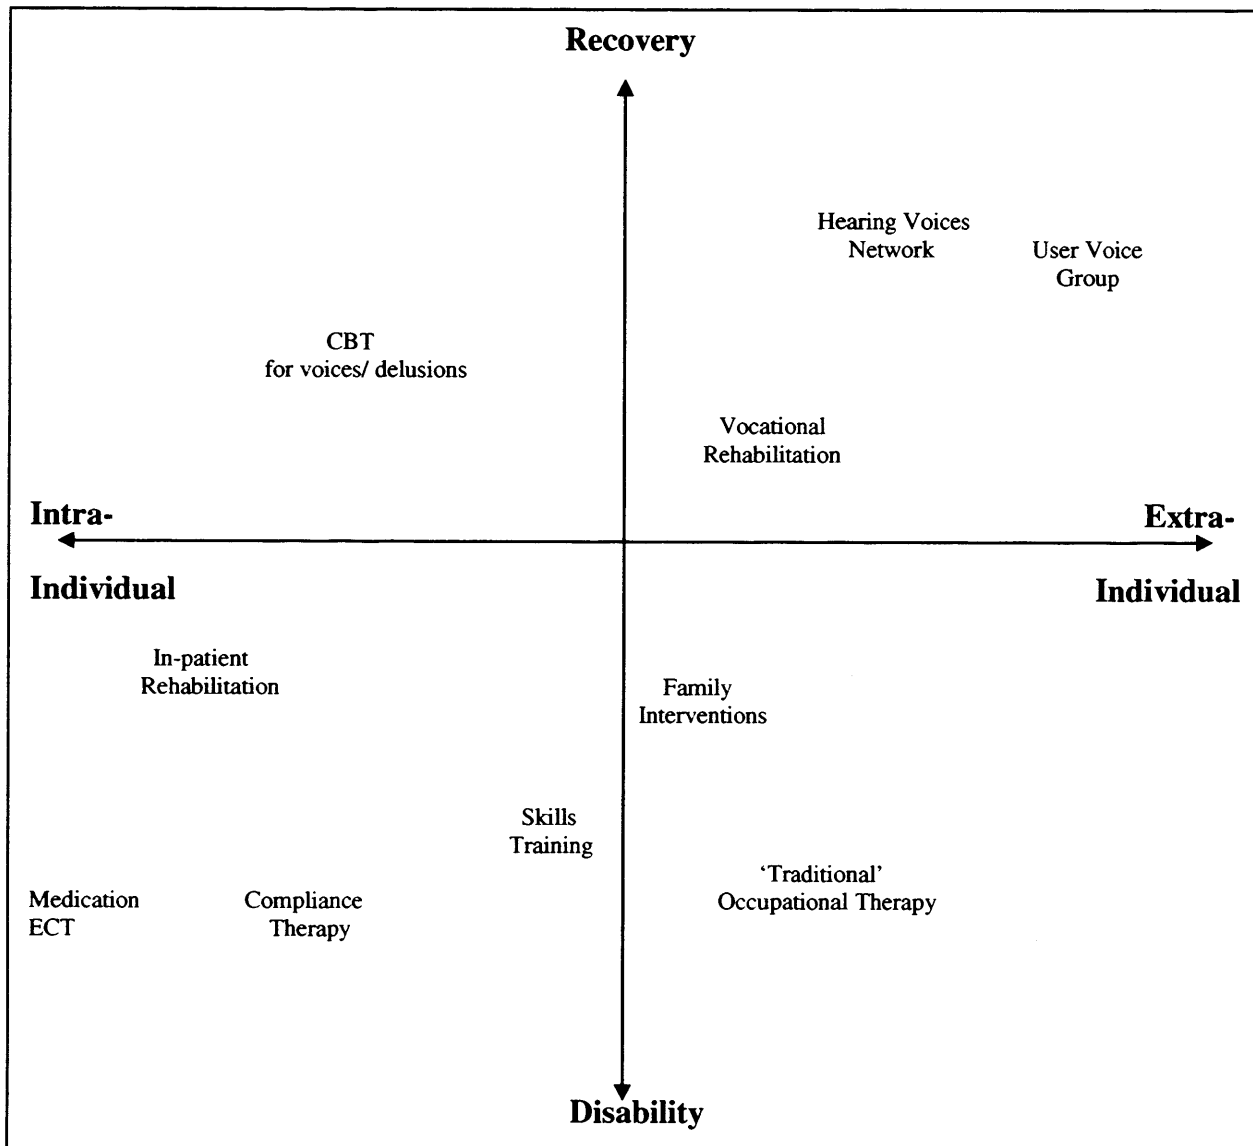 Recovery
Hearing Voices
Network
User Voice
Group
CBT
for voices/ delusions
Vocational
Rehabilitation
Intra-
Extra-
Individual
Individual
In-patient
Rehabilitation
Family
Interventions
Skills
Training
‘Traditional’
Occupational Therapy
Medication
ECT
Compliance
Therapy
Disability